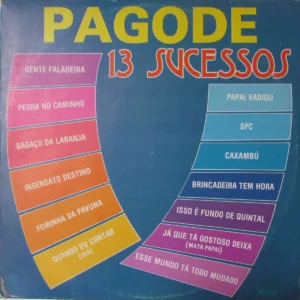 PAGODE
13 SUCESSOS
GENTE FALADEIRA
PEDRA NO CAMINHO
BAGAÇO DA LARANJA
INSENSATO DESTINO
FEIRINHA DA PAVUNA
QUANDO EU CONTAR
(IAIÁ)
PAPAI VADIOU
SPC
CAXAMBÚ
BRINCADEIRA TEM HORA
ISSO É FUNDO DE QUINTAL
JÁ QUE TÁ GOSTOSO DEIXA
(MATA PAPAI)
ESSE MUNDO TÁ TODO MUDADO